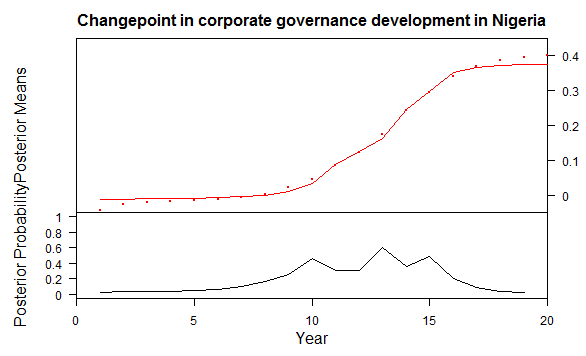 Changepoint in corporate governance development in Nigeria
Posterior Means
0.4
0.3
0.2
0.1
0
Posterior Probability
1
0.8
0.6
0.4
0.2
0
0 5 10 15 20
Year